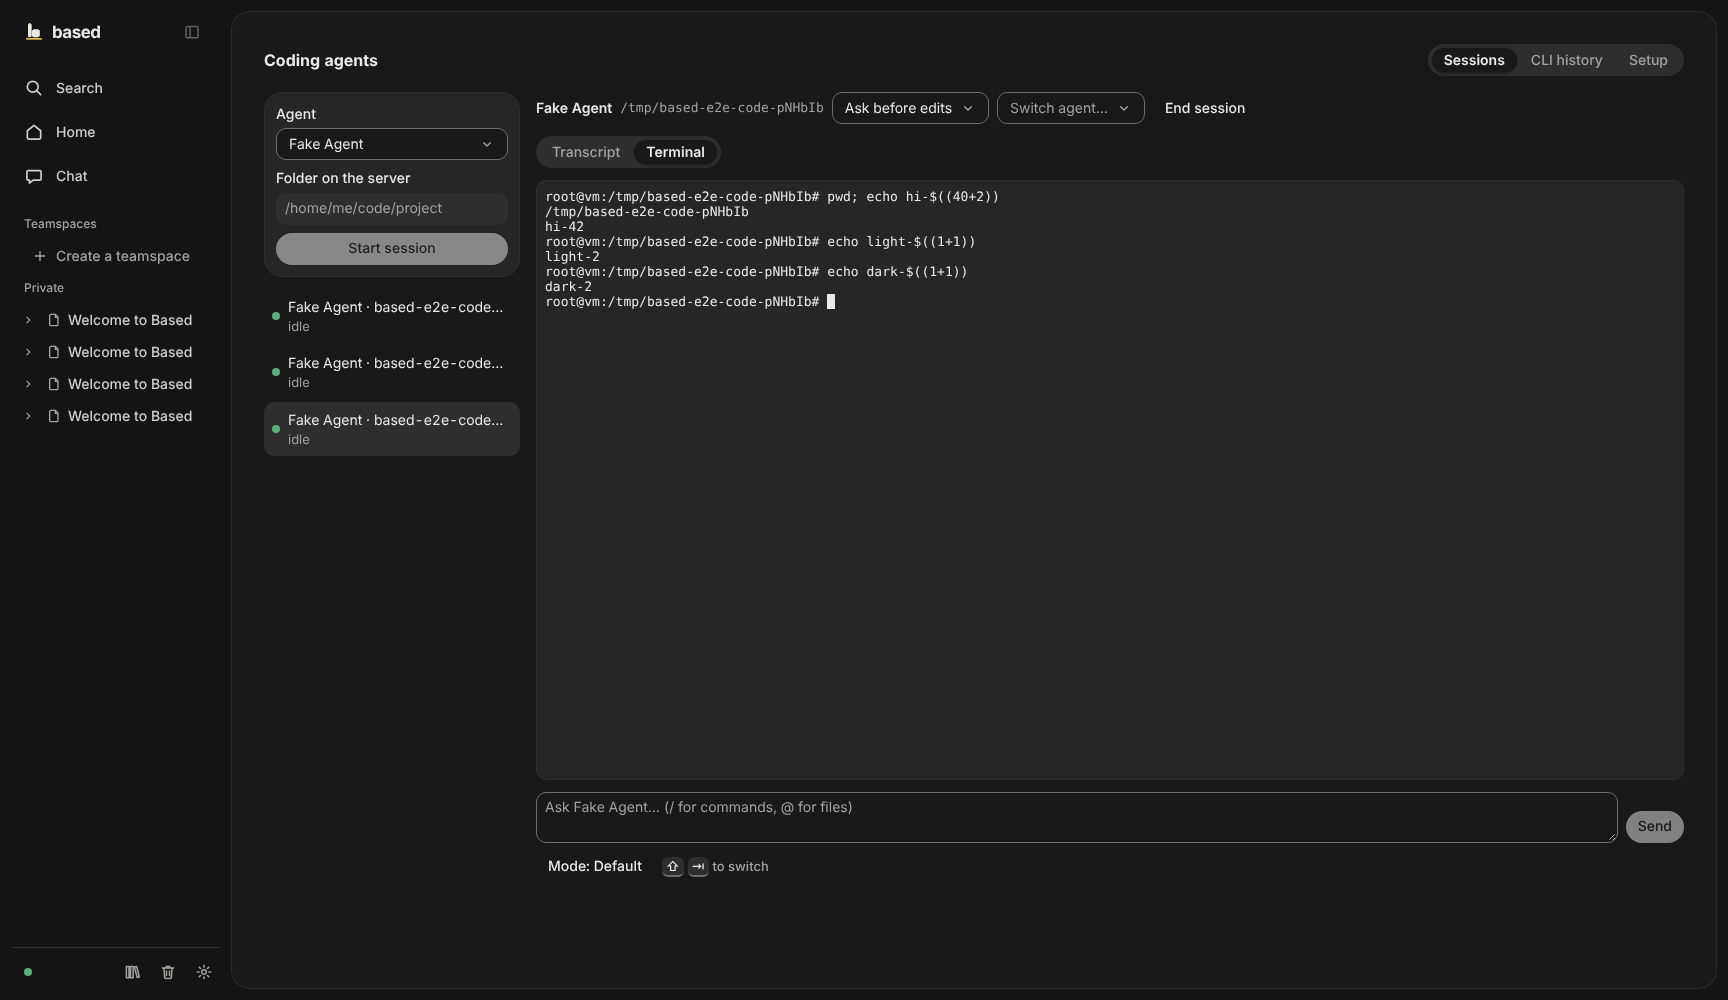 based
Search
Home
Chat
Teamspaces
Create a teamspace
Private
Welcome to Based
Welcome to Based
Welcome to Based
Welcome to Based
Coding agents
Sessions CLI history Setup
Agent
Fake Agent
Folder on the server
/home/me/code/project
Start session
Fake Agent · based-e2e-code...
idle
Fake Agent · based-e2e-code...
idle
Fake Agent · based-e2e-code...
idle
Fake Agent /tmp/based-e2e-code-pNHbIb Ask before edits Switch agent... End session
Transcript Terminal
root@vm:/tmp/based-e2e-code-pNHbIb# pwd; echo hi-$((40+2))
/tmp/based-e2e-code-pNHbIb
hi-42
root@vm:/tmp/based-e2e-code-pNHbIb# echo light-$((1+1))
light-2
root@vm:/tmp/based-e2e-code-pNHbIb# echo dark-$((1+1))
dark-2
root@vm:/tmp/based-e2e-code-pNHbIb#
Ask Fake Agent... (/ for commands, @ for files)
Send
Mode: Default to switch